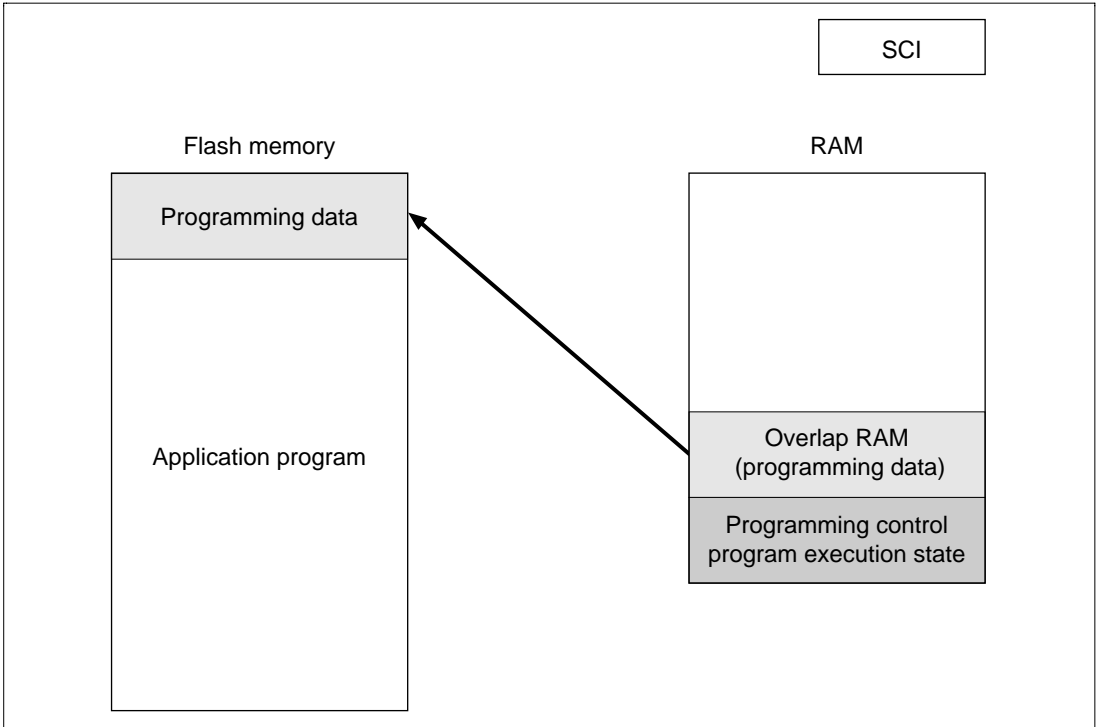 SCI
Flash memory
RAM
Programming data
Application program
Overlap RAM
(programming data)
Programming control
program execution state